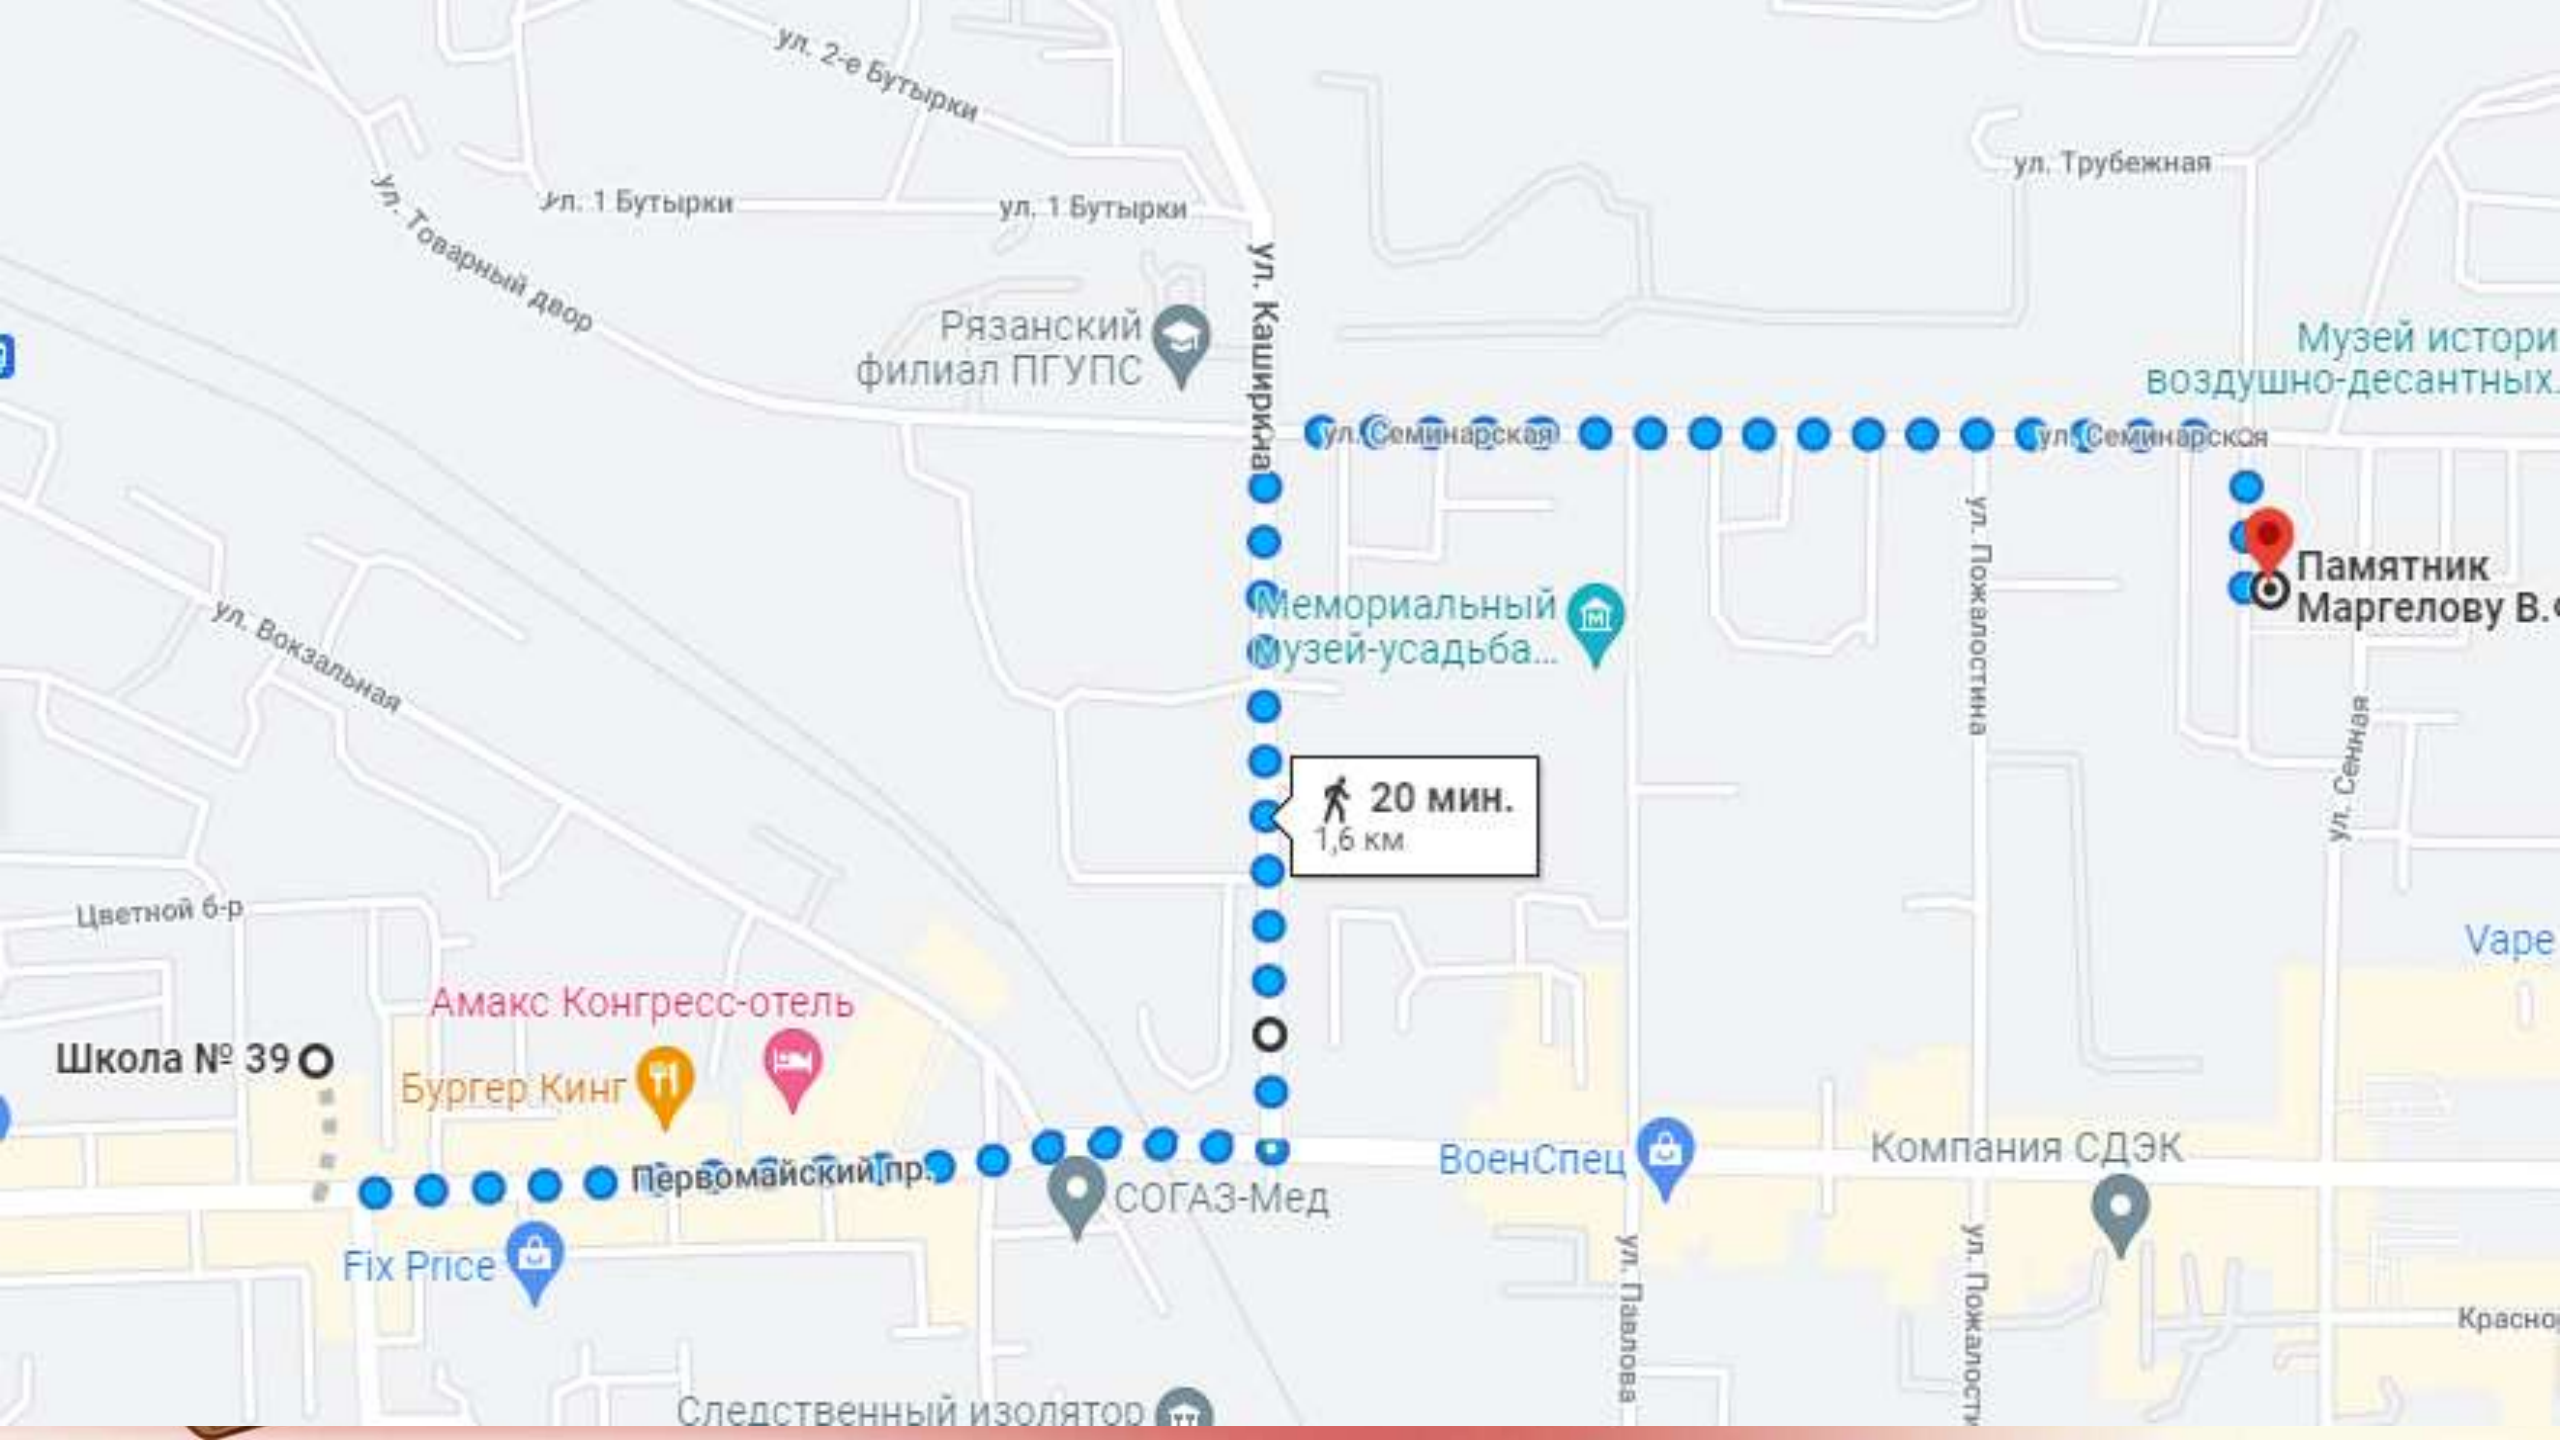 ул. 2-е Бутырки
ул. Трубежная
ул. 1 Бутырки
ул. 1 Бутырки
ул. Товарный двор
ул. Каширина
Рязанский
филиал ПГУПС
Музей истори
воздушно-десантных.
ул. Семинарская
ул. Семинарская
ул. Пожалостина
Памятник
Маргелову В.
Мемориальный
музей-усадьба...
ул. Вокзальная
ул. Сенная
20 мин.
1,6 км
Цветной б-р
Vape
Амакс Конгресс-отель
Школа № 39
Бургер Кинг
Первомайский пр.
ВоенСпец
Компания СДЭК
СОГАЗ-Мед
Fix Price
ул. Павлова
ул. Пожалости
Красно
Следственный изолятор